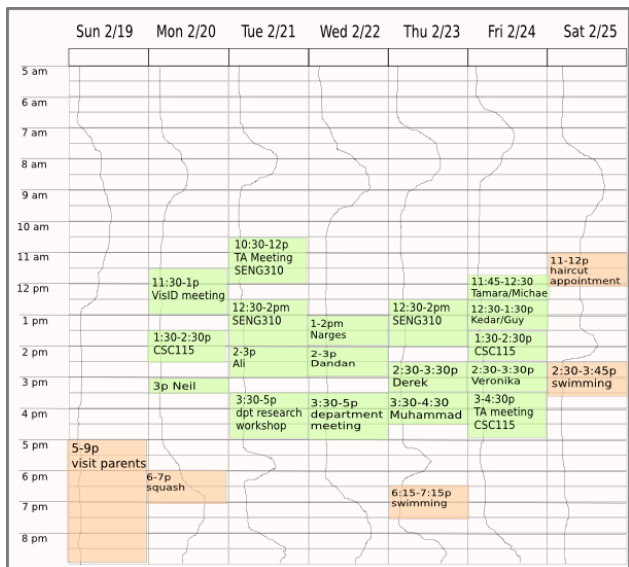 Sun 2/19 Mon 2/20 Tue 2/21 Wed 2/22 Thu 2/23 Fri 2/24 Sat 2/25
5 am
6 am
7 am
8 am
9 am
10 am
11 am
12 pm
1 pm
2 pm
3 pm
4 pm
5 pm
6 pm
7 pm
8 pm
5-9p
visit parents
11:30-1p
VisID meeting
1:30-2:30p
CSC115
3p Neil
6-7p
squash
10:30-12p
TA Meeting
SENG310
12:30-2pm
SENG310
2-3p
Ali
3:30-5p
dpt research
workshop
1-2pm
Narges
2-3p
Dandan
3:30-5p
department
meeting
12:30-2pm
SENG310
2:30-3:30p
Derek
3:30-4:30
Muhammad
6:15-7:15p
swimming
11:45-12:30
Tamara/Michae
12:30-1:30p
Kedar/Guy
1:30-2:30p
CSC115
2:30-3:30p
Veronika
3-4:30p
TA meeting
CSC115
11-12p
haircut
appointment
2:30-3:45p
swimming